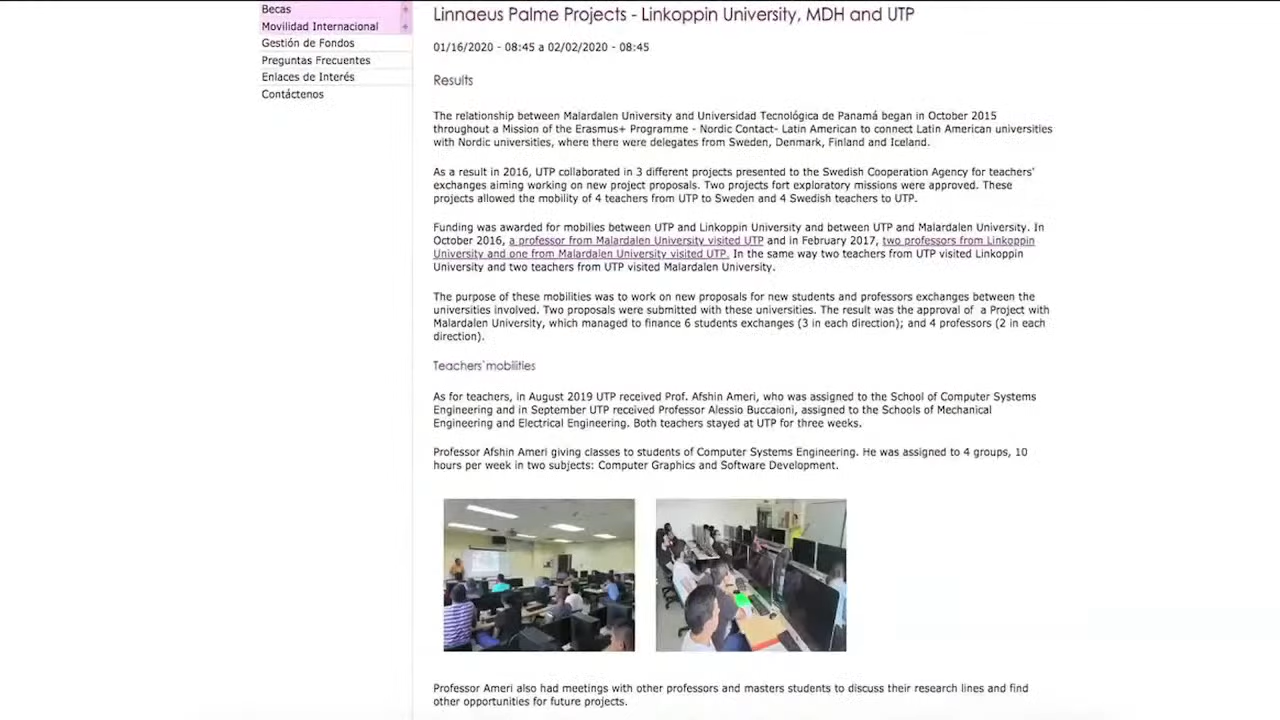 Becas
Movilidad Internacional
Gestión de Fondos
Preguntas Frecuentes
Enlaces de Interés
Contáctenos
Linnaeus Palme Projects - Linkoppin University, MDH and UTP
01/16/2020 - 08:45 a 02/02/2020 - 08:45
Results
The relationship between Malardalen University and Universidad Tecnológica de Panamá began in October 2015
throughout a Mission of the Erasmus+ Programme - Nordic Contact- Latin American to connect Latin American universities
with Nordic universities, where there were delegates from Sweden, Denmark, Finland and Iceland.
As a result in 2016, UTP collaborated in 3 different projects presented to the Swedish Cooperation Agency for teachers'
exchanges aiming working on new project proposals. Two projects fort exploratory missions were approved. These
projects allowed the mobility of 4 teachers from UTP to Sweden and 4 Swedish teachers to UTP.
Funding was awarded for mobilies between UTP and Linkoppin University and between UTP and Malardalen University. In
October 2016, a professor from Malardalen University visited UTP and in February 2017, two professors from Linkoppin
University and one from Malardalen University visited UTP. In the same way two teachers from UTP visited Linkoppin
University and two teachers from UTP visited Malardalen University.
The purpose of these mobilities was to work on new proposals for new students and professors exchanges between the
universities involved. Two proposals were submitted with these universities. The result was the approval of  a Project with
Malardalen University, which managed to finance 6 students exchanges (3 in each direction); and 4 professors (2 in each
direction).
Teachers`mobilities
As for teachers, in August 2019 UTP received Prof. Afshin Ameri, who was assigned to the School of Computer Systems
Engineering and in September UTP received Professor Alessio Buccaioni, assigned to the Schools of Mechanical
Engineering and Electrical Engineering. Both teachers stayed at UTP for three weeks.
Professor Afshin Ameri giving classes to students of Computer Systems Engineering. He was assigned to 4 groups, 10
hours per week in two subjects: Computer Graphics and Software Development.
Professor Ameri also had meetings with other professors and masters students to discuss their research lines and find
other opportunities for future projects.